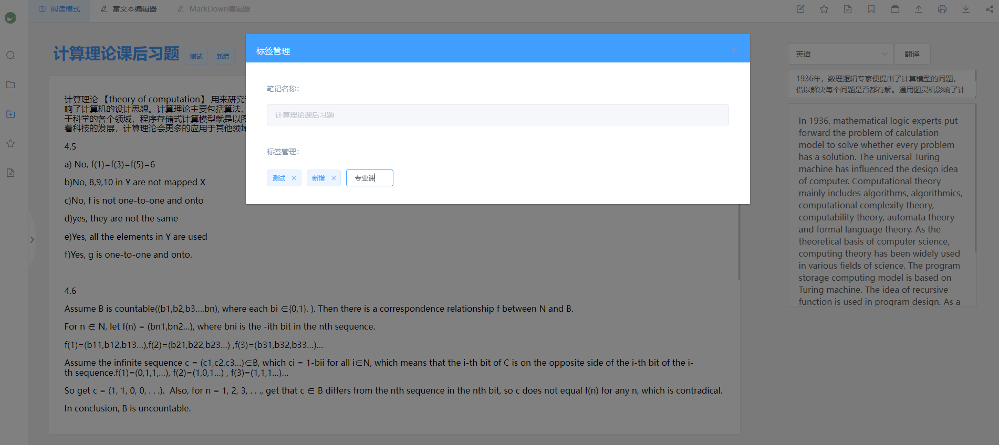 阅读模式
富文本编辑器
MarkDown编辑器
计算理论课后习题
测试
新增
标签管理
笔记名称：
计算理论课后习题
标签管理：
测试
新增
专业课
计算理论 【theory of computation】 用来研究
响了计算机的设计思想。计算理论主要包括算法、
于科学的各个领域，程序存储式计算模型就是以
着科技的发展，计算理论会更多的应用于其他领域
4.5
a) No, f(1)=f(3)=f(5)=6
b)No, 8,9,10 in Y are not mapped X
c)No, f is not one-to-one and onto
d)yes, they are not the same
e)Yes, all the elements in Y are used
f)Yes, g is one-to-one and onto.
4.6
Assume B is countable((b1,b2,b3....bn), where each bi ∈{0,1}. ). Then there is a correspondence relationship f between N and B.
For n ∈ N, let f(n) = (bn1,bn2...), where bni is the -ith bit in the nth sequence.
f(1)=(b11,b12,b13...),f(2)=(b21,b22,b23...) ,f(3)=(b31,b32,b33...)...
Assume the infinite sequence c = (c1,c2,c3...)∈B, which ci = 1-bii for all i∈N, which means that the i-th bit of C is on the opposite side of the i-th bit of the i-
th sequence.f(1)=(0,1,1,...), f(2)=(1,0,1...) , f(3)=(1,1,1...)...
So get c = (1, 1, 0, 0, . . .).  Also, for n = 1, 2, 3, . . ., get that c ∈ B differs from the nth sequence in the nth bit, so c does not equal f(n) for any n, which is contradical.
In conclusion, B is uncountable.
英语
翻译
1936年，数理逻辑专家便提出了计算模型的问题，
借以解决每个问题是否都有解。通用图灵机影响了计
In 1936, mathematical logic experts put
forward the problem of calculation
model to solve whether every problem
has a solution. The universal Turing
machine has influenced the design idea
of computer. Computational theory
mainly includes algorithms, algorithmics,
computational complexity theory,
computability theory, automata theory
and formal language theory. As the
theoretical basis of computer science,
computing theory has been widely used
in various fields of science. The program
storage computing model is based on
Turing machine. The idea of recursive
function is used in program design. As a